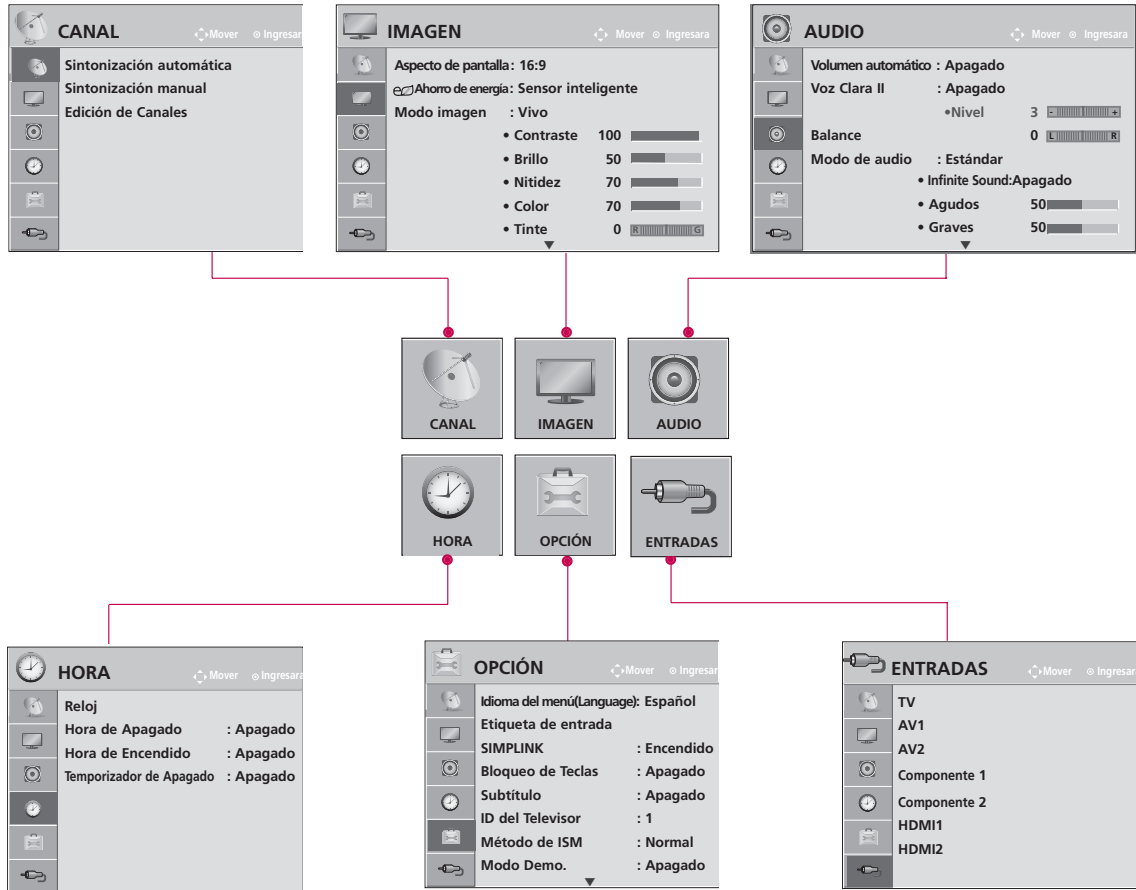 CANAL
Mover Ingresar
Sintonización automática
Sintonización manual
Edición de Canales
IMAGEN
Mover Ingresara
Aspecto de pantalla: 16:9
Ahorro de energía: Sensor inteligente
Modo imagen : Vivo
• Contraste 100
• Brillo 50
• Nitidez 70
• Color 70
• Tinte 0 R G
AUDIO
Mover Ingresara
Volumen automático : Apagado
Voz Clara II : Apagado
•Nivel 3 - +
Balance 0 L R
Modo de audio : Estándar
• Infinite Sound:Apagado
• Agudos 50
• Graves 50
CANAL
IMAGEN
AUDIO
HORA
OPCIÓN
ENTRADAS
HORA
Mover Ingresara
Reloj
Hora de Apagado : Apagado
Hora de Encendido : Apagado
Temporizador de Apagado : Apagado
OPCIÓN
Mover Ingresar
Idioma del menú(Language): Español
Etiqueta de entrada
SIMPLINK : Encendido
Bloqueo de Teclas : Apagado
Subtítulo : Apagado
ID del Televisor : 1
Método de ISM : Normal
Modo Demo. : Apagado
ENTRADAS
Mover Ingresar
TV
AV1
AV2
Componente 1
Componente 2
HDMI1
HDMI2